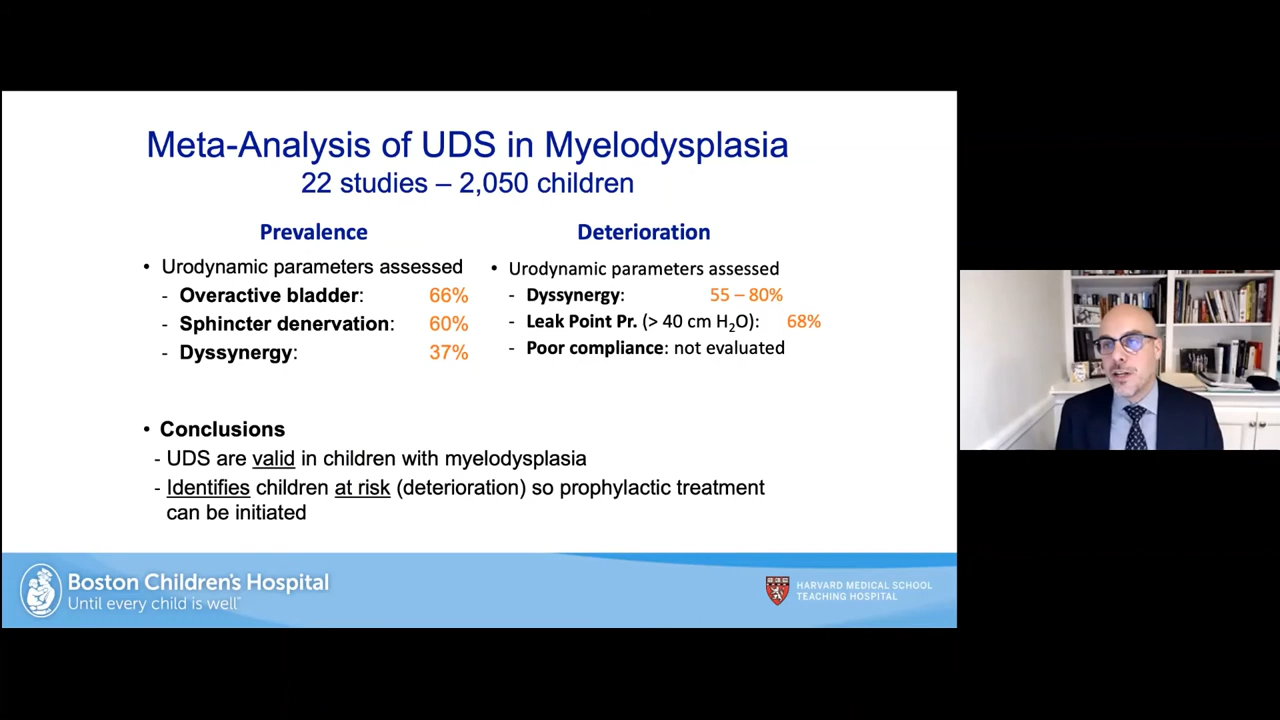 Meta-Analysis of UDS in Myelodysplasia
22 studies – 2,050 children
Prevalence
• Urodynamic parameters assessed
- Overactive bladder: 66%
- Sphincter denervation: 60%
- Dyssynergy: 37%
Deterioration
• Urodynamic parameters assessed
- Dyssynergy: 55 – 80%
- Leak Point Pr. (> 40 cm H₂O): 68%
- Poor compliance: not evaluated
• Conclusions
- UDS are valid in children with myelodysplasia
- Identifies children at risk (deterioration) so prophylactic treatment
can be initiated
Boston Children's Hospital
Until every child is well™
HARVARD MEDICAL SCHOOL
TEACHING HOSPITAL